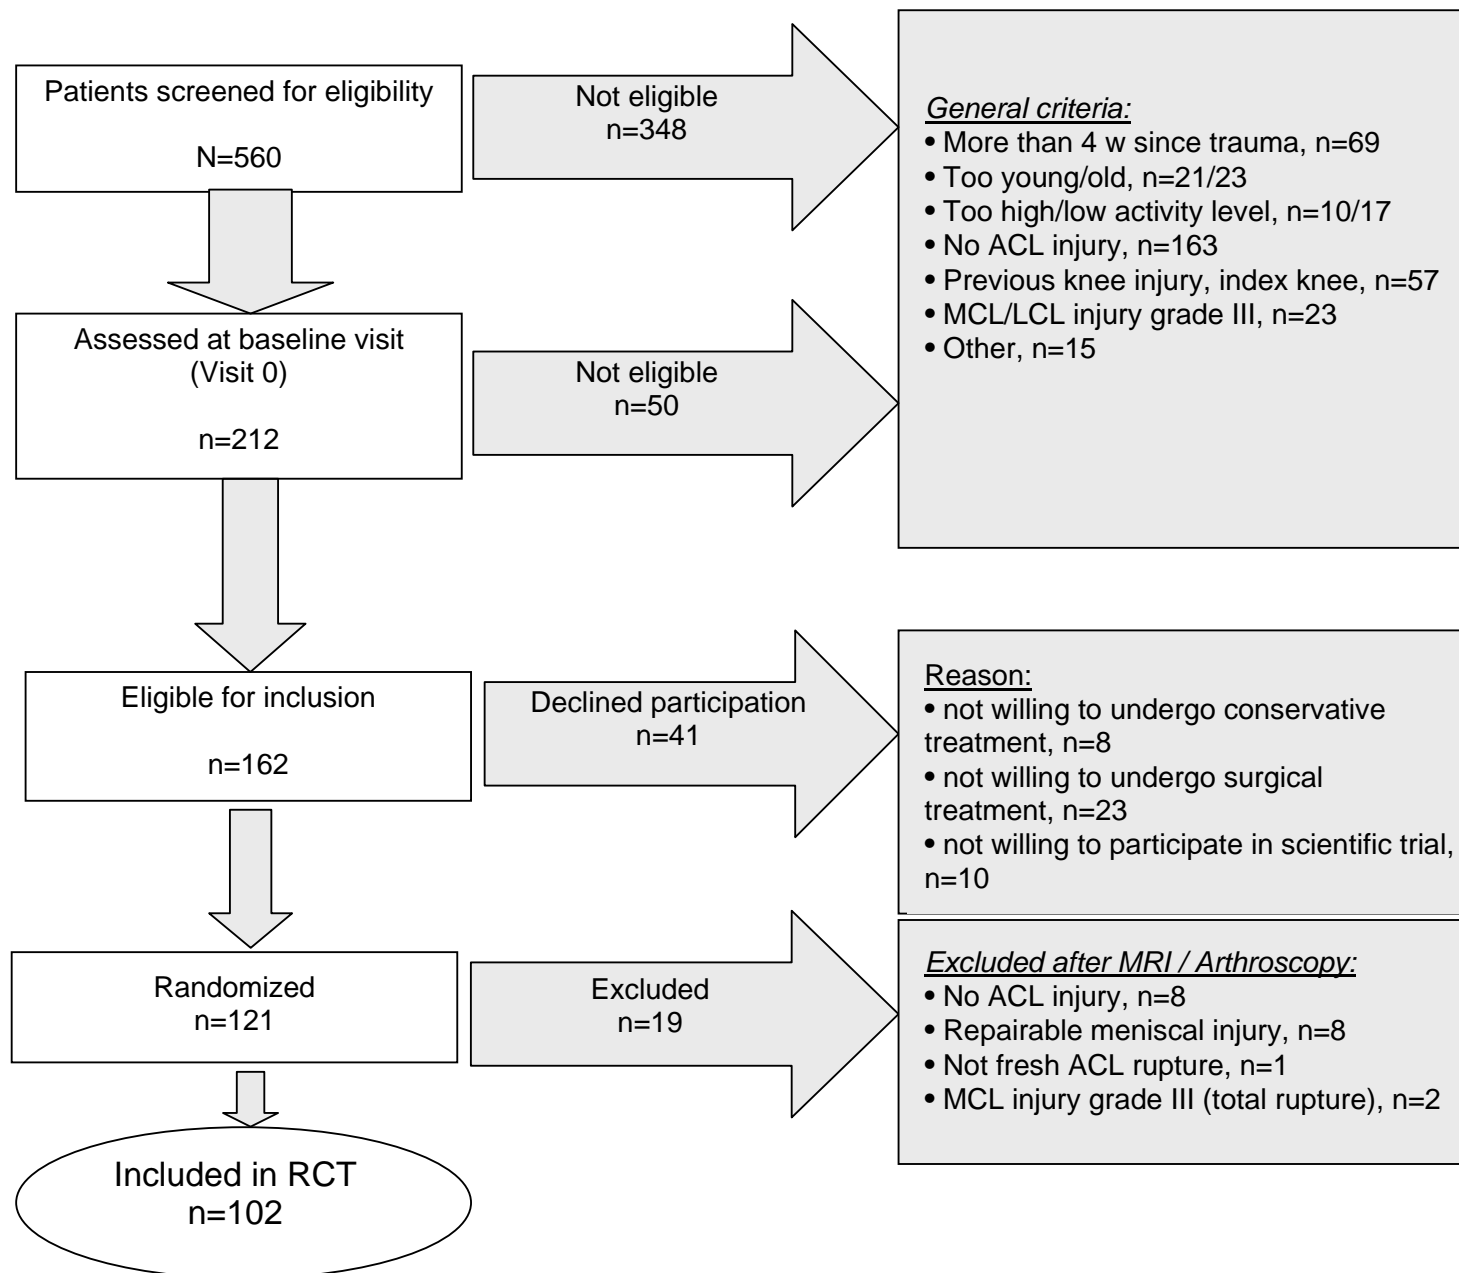 Patients screened for eligibility
N=560
Not eligible
n=348
General criteria:
• More than 4 w since trauma, n=69
• Too young/old, n=21/23
• Too high/low activity level, n=10/17
• No ACL injury, n=163
• Previous knee injury, index knee, n=57
• MCL/LCL injury grade III, n=23
• Other, n=15
Assessed at baseline visit
(Visit 0)
n=212
Not eligible
n=50
Eligible for inclusion
n=162
Declined participation
n=41
Reason:
• not willing to undergo conservative
treatment, n=8
• not willing to undergo surgical
treatment, n=23
• not willing to participate in scientific trial,
n=10
Randomized
n=121
Excluded
n=19
Excluded after MRI / Arthroscopy:
• No ACL injury, n=8
• Repairable meniscal injury, n=8
• Not fresh ACL rupture, n=1
• MCL injury grade III (total rupture), n=2
Included in RCT
n=102